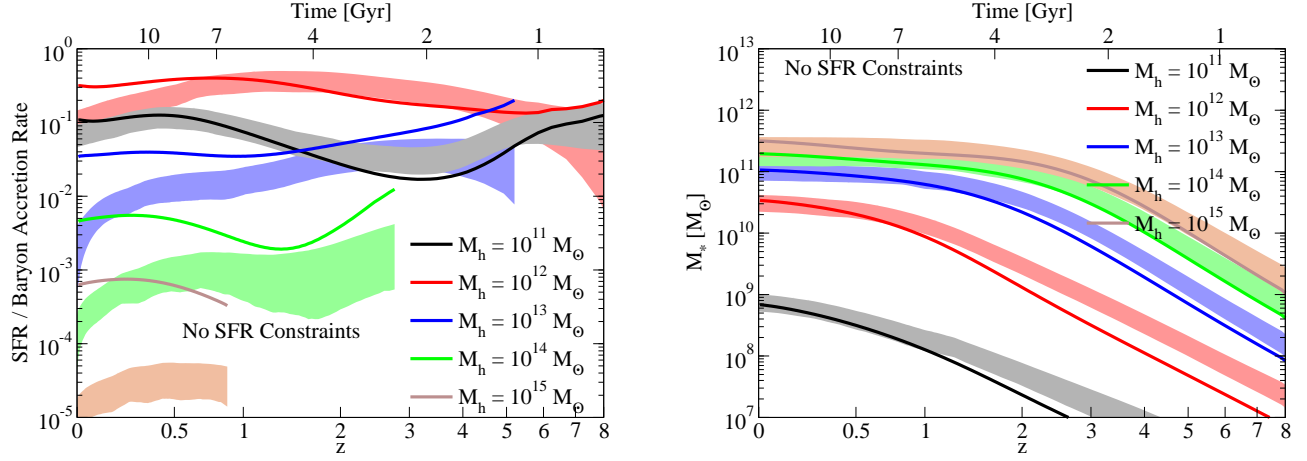 Time [Gyr]
10 7 4 2 1
10^0
10^-1
10^-2
10^-3
10^-4
10^-5
SFR / Baryon Accretion Rate
No SFR Constraints
M_h = 10^11 M_⊙
M_h = 10^12 M_⊙
M_h = 10^13 M_⊙
M_h = 10^14 M_⊙
M_h = 10^15 M_⊙
0 0.5 1 2 3 4 5 6 7 8
z
Time [Gyr]
10 7 4 2 1
10^13
10^12
10^11
10^10
10^9
10^8
10^7
M_* [M_⊙]
No SFR Constraints
M_h = 10^11 M_⊙
M_h = 10^12 M_⊙
M_h = 10^13 M_⊙
M_h = 10^14 M_⊙
M_h = 10^15 M_⊙
0 0.5 1 2 3 4 5 6 7 8
z